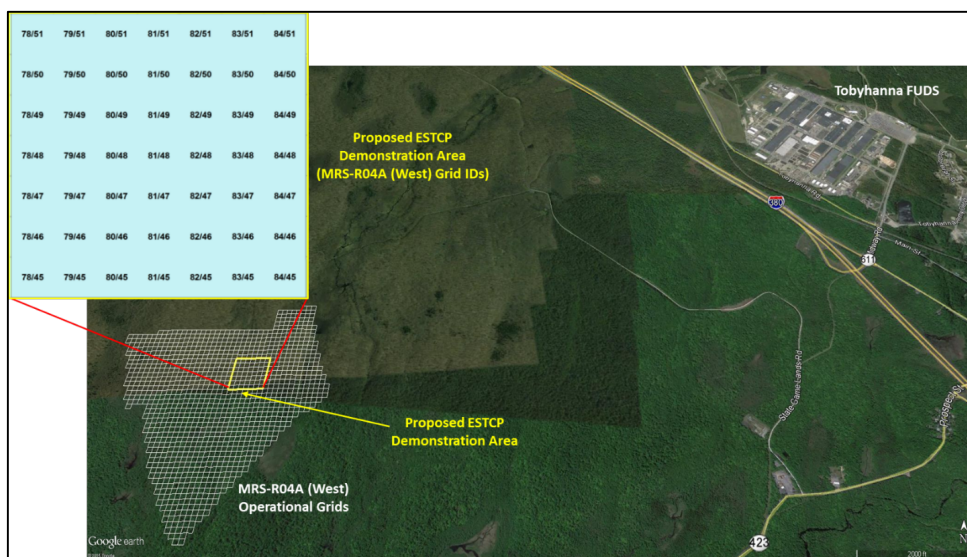 78/51 79/51 80/51 81/51 82/51 83/51 84/51
78/50 79/50 80/50 81/50 82/50 83/50 84/50
78/49 79/49 80/49 81/49 82/49 83/49 84/49
78/48 79/48 80/48 81/48 82/48 83/48 84/48
78/47 79/47 80/47 81/47 82/47 83/47 84/47
78/46 79/46 80/46 81/46 82/46 83/46 84/46
78/45 79/45 80/45 81/45 82/45 83/45 84/45
Proposed ESTCP
Demonstration Area
(MRS-R04A (West) Grid IDs)
Tobyhanna FUDS
380
Main St
611
State Game Lands Rd
Proposed ESTCP
Demonstration Area
MRS-R04A (West)
Operational Grids
423
Google earth
N
2000 ft